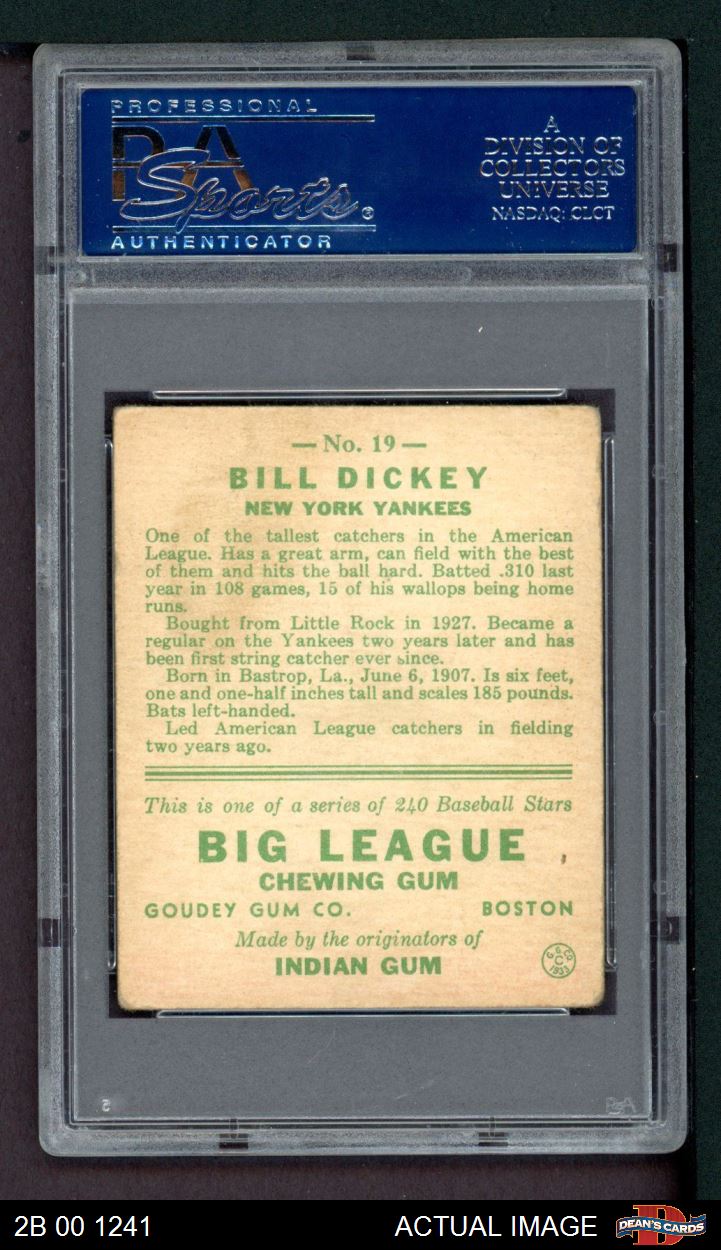 PROFESSIONAL
PSA
Sports®
AUTHENTICATOR
A
DIVISION OF
COLLECTORS
UNIVERSE
NASDAQ: CLCT
— No. 19 —
BILL DICKEY
NEW YORK YANKEES
One of the tallest catchers in the American
League. Has a great arm, can field with the best
of them and hits the ball hard. Batted .310 last
year in 108 games, 15 of his wallops being home
runs.
Bought from Little Rock in 1927. Became a
regular on the Yankees two years later and has
been first string catcher ever since.
Born in Bastrop, La., June 6, 1907. Is six feet,
one and one-half inches tall and scales 185 pounds.
Bats left-handed.
Led American League catchers in fielding
two years ago.
This is one of a series of 240 Baseball Stars
BIG LEAGUE
CHEWING GUM
GOUDEY GUM CO. BOSTON
Made by the originators of
INDIAN GUM
G. G. CO.
C
1933
PSA
2B 00 1241
ACTUAL IMAGE
D
DEAN'S CARDS